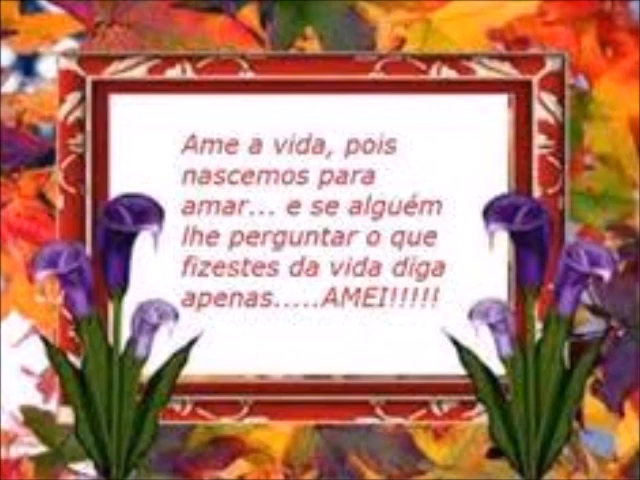 Ame a vida, pois
nascemos para
amar... e se alguém
lhe perguntar o que
fizestes da vida diga
apenas.....AMEI!!!!!